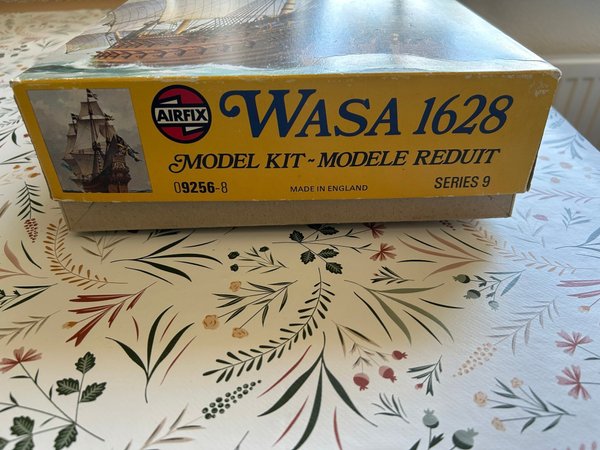 AIRFIX
WASA 1628
MODEL KIT ~ MODELE REDUIT
09256-8
MADE IN ENGLAND
SERIES 9